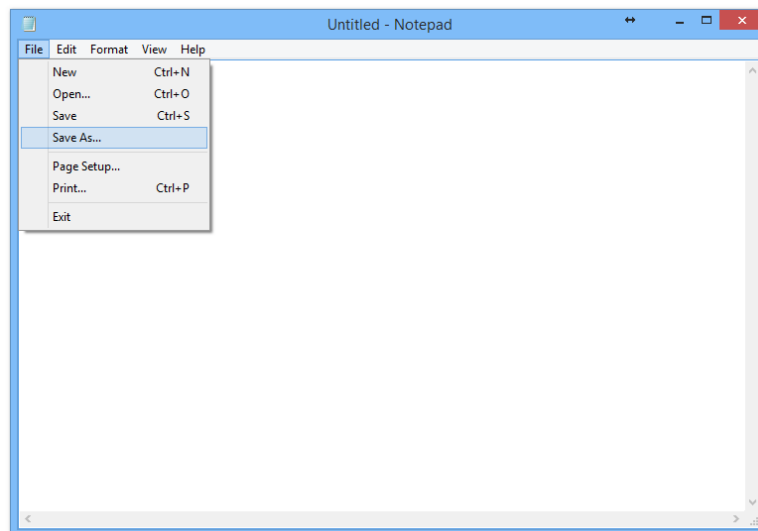 Untitled - Notepad
File Edit Format View Help
New Ctrl+N
Open... Ctrl+O
Save Ctrl+S
Save As...
Page Setup...
Print... Ctrl+P
Exit